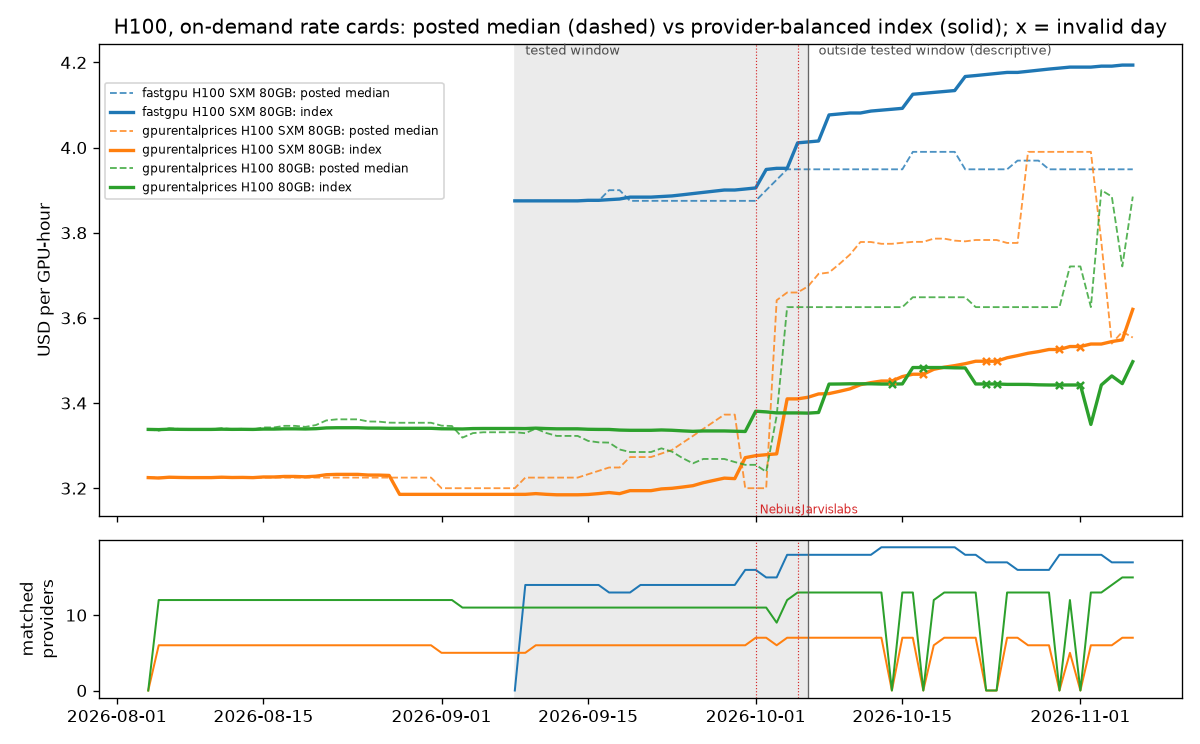 H100, on-demand rate cards: posted median (dashed) vs provider-balanced index (solid); x = invalid day
tested window
outside tested window (descriptive)
fastgpu H100 SXM 80GB: posted median
fastgpu H100 SXM 80GB: index
gpurentalprices H100 SXM 80GB: posted median
gpurentalprices H100 SXM 80GB: index
gpurentalprices H100 80GB: posted median
gpurentalprices H100 80GB: index
USD per GPU-hour
4.2
4.0
3.8
3.6
3.4
3.2
Nebius
Jarvislabs
matched
providers
10
0
2026-08-01
2026-08-15
2026-09-01
2026-09-15
2026-10-01
2026-10-15
2026-11-01